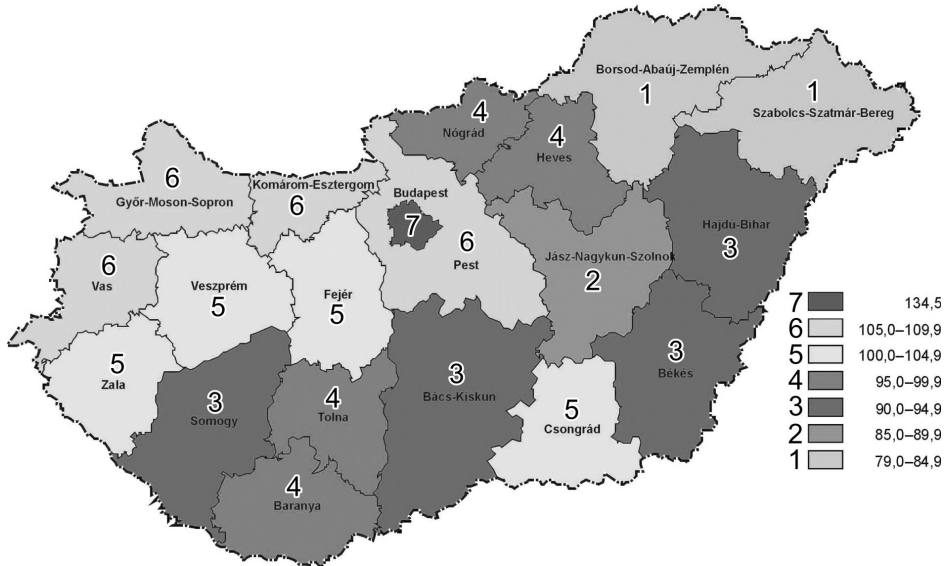 1
Borsod-Abaúj-Zemplén
1
Szabolcs-Szatmár-Bereg
4
Nógrád
4
Heves
6
Győr-Moson-Sopron
Komárom-Esztergom
6
Budapest
7
6
Pest
Hajdú-Bihar
3
Jász-Nagykun-Szolnok
2
6
Vas
Veszprém
5
Fejér
5
5
Zala
3
Somogy
4
Tolna
3
Bács-Kiskun
5
Csongrád
3
Békés
4
Baranya
7 134,5
6 105,0–109,9
5 100,0–104,9
4 95,0–99,9
3 90,0–94,9
2 85,0–89,9
1 79,0–84,9